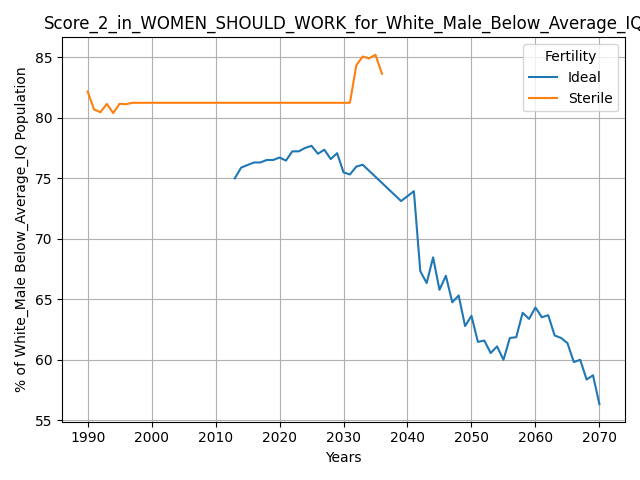 Score_2_in_WOMEN_SHOULD_WORK_for_White_Male_Below_Average_IQ
% of White_Male Below_Average_IQ Population
85
80
75
70
65
60
55
Fertility
Ideal
Sterile
1990 2000 2010 2020 2030 2040 2050 2060 2070
Years